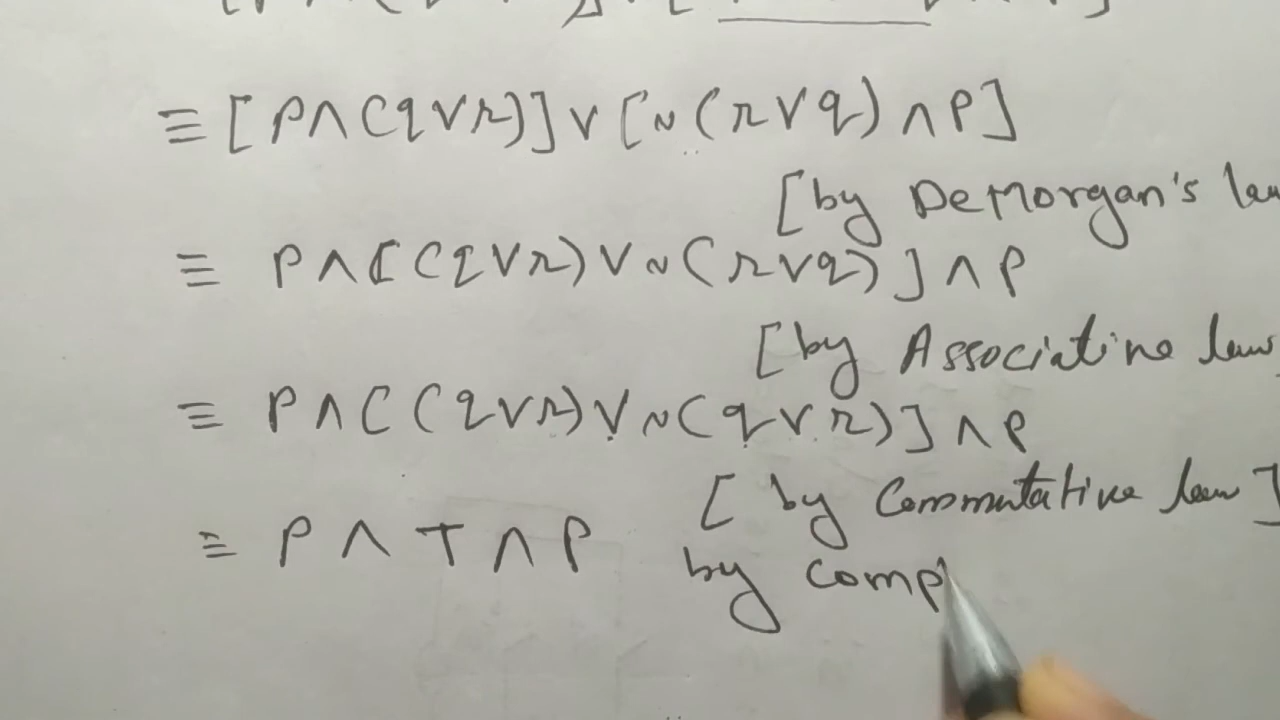 ≡ [P∧(q∨r)]∨[~(r∨q)∧P]
[by DeMorgan's law
≡ P∧[(q∨r)∨~(r∨q)]∧P
[by Associative law]
≡ P∧[(q∨r)∨~(q∨r)]∧P
[by Commutative law]
≡ P∧T∧P
by comp